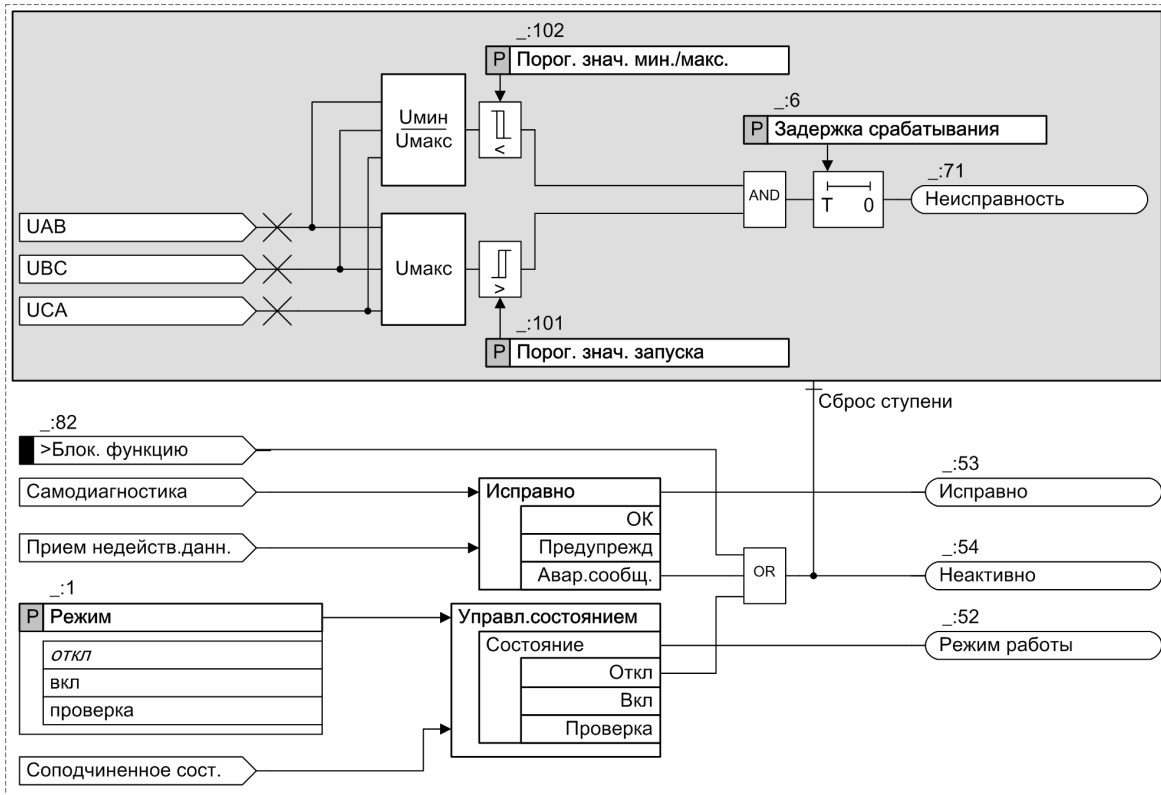 _:102
P Порог. знач. мин./макс.
_:6
P Задержка срабатывания
Uмин
Uмакс
<
_:71
AND
T 0
Неисправность
UAB
UBC
UCA
Uмакс
>
_:101
P Порог. знач. запуска
Сброс ступени
_:82
>Блок. функцию
_:53
Самодиагностика
Исправно
Исправно
ОК
Прием недейств.данн.
Предупрежд
_:54
Авар.сообщ.
OR
Неактивно
_:1
P Режим
Управл.состоянием
_:52
Состояние
Режим работы
откл
Откл
вкл
Вкл
проверка
Проверка
Соподчиненное сост.